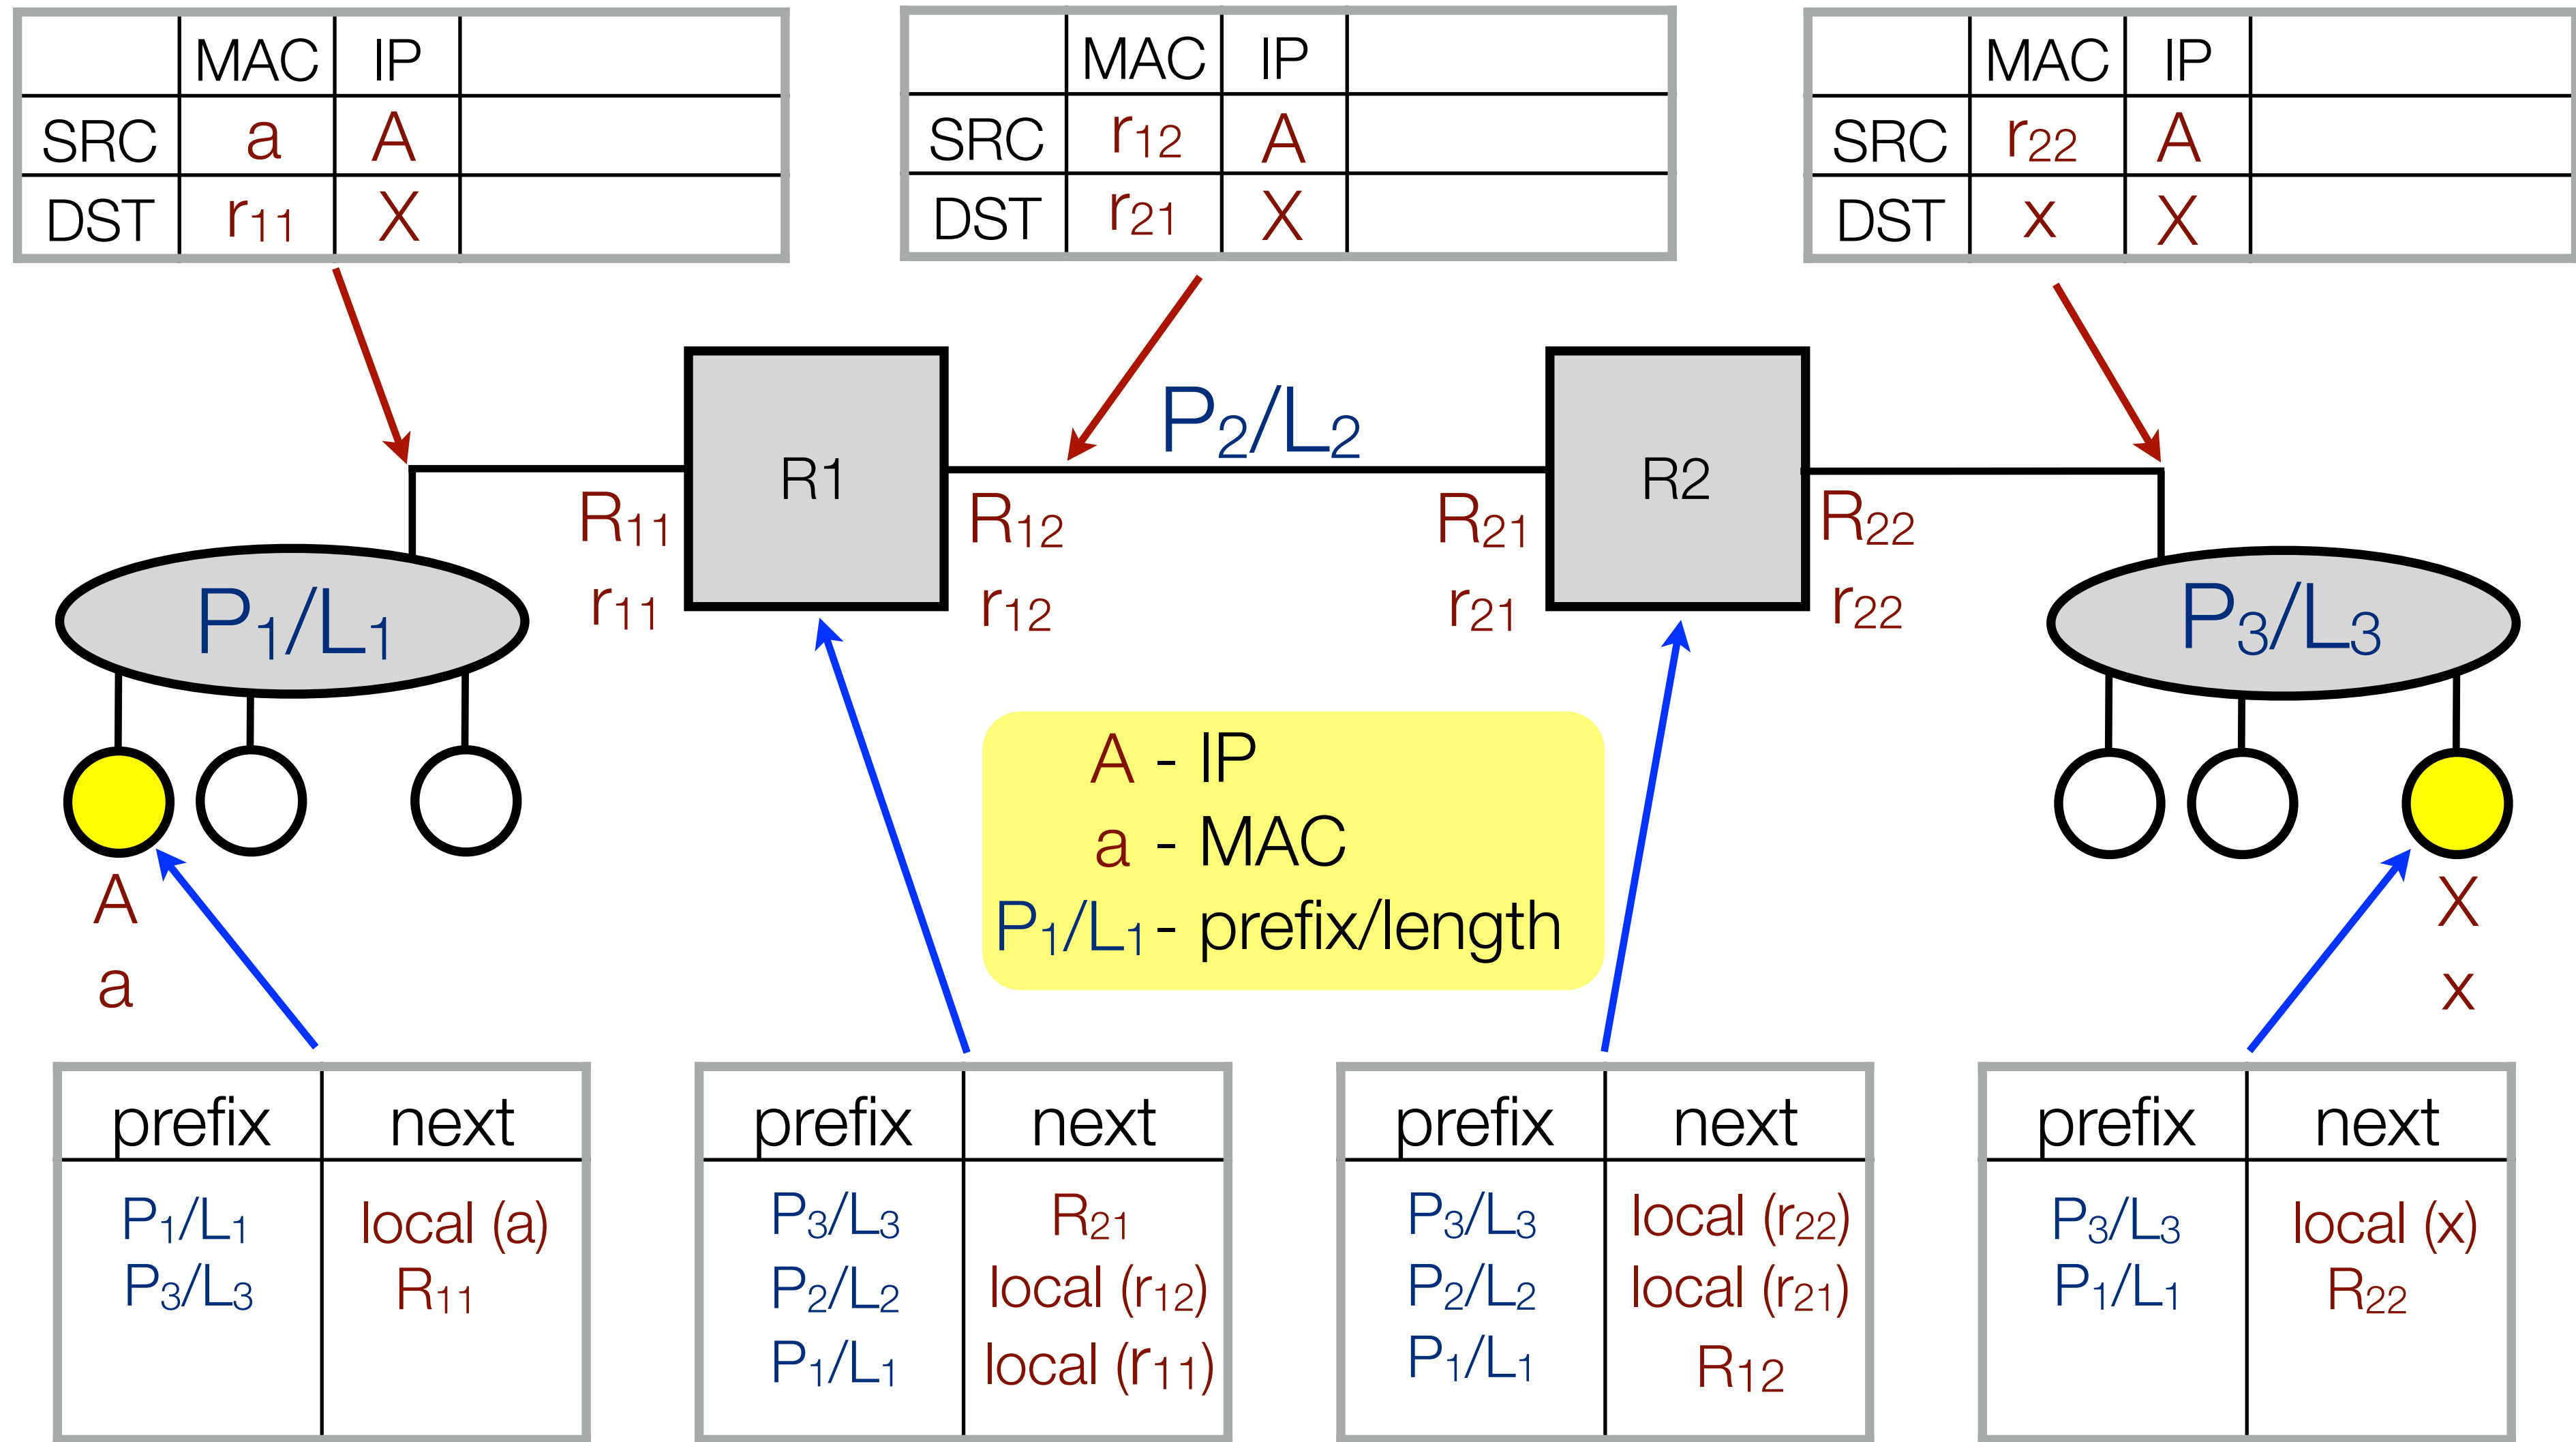 MAC IP
SRC a A
DST r11 X
MAC IP
SRC r12 A
DST r21 X
MAC IP
SRC r22 A
DST x X
P2/L2
R1
R2
R11
r11
R12
r12
R21
r21
R22
r22
P1/L1
P3/L3
A - IP
a - MAC
P1/L1 - prefix/length
A
a
X
x
prefix next
P1/L1 local (a)
P3/L3 R11
prefix next
P3/L3 R21
P2/L2 local (r12)
P1/L1 local (r11)
prefix next
P3/L3 local (r22)
P2/L2 local (r21)
P1/L1 R12
prefix next
P3/L3 local (x)
P1/L1 R22